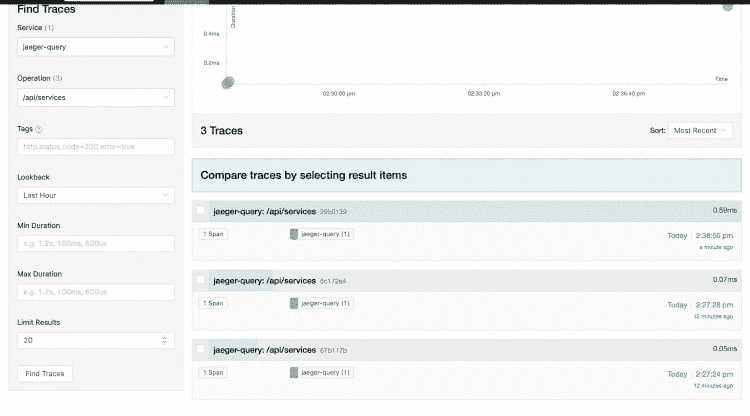 Find Traces
Service (1)
jaeger-query
Operation (3)
/api/services
Tags
http.status_code=200 error=true
Lookback
Last Hour
Min Duration
e.g. 1.2s, 100ms, 500us
Max Duration
e.g. 1.2s, 100ms, 500us
Limit Results
20
Find Traces
Duration
0.4ms
0.2ms
Time
02:30:00 pm
02:33:20 pm
02:36:40 pm
3 Traces
Sort: Most Recent
Compare traces by selecting result items
jaeger-query: /api/services 0.59ms
1 Span jaeger-query (1) Today 2:38:56 pm
a minute ago
jaeger-query: /api/services 5c172a4 0.07ms
1 Span jaeger-query (1) Today 2:27:28 pm
12 minutes ago
jaeger-query: /api/services 67b117b 0.05ms
1 Span jaeger-query (1) Today 2:27:24 pm
12 minutes ago